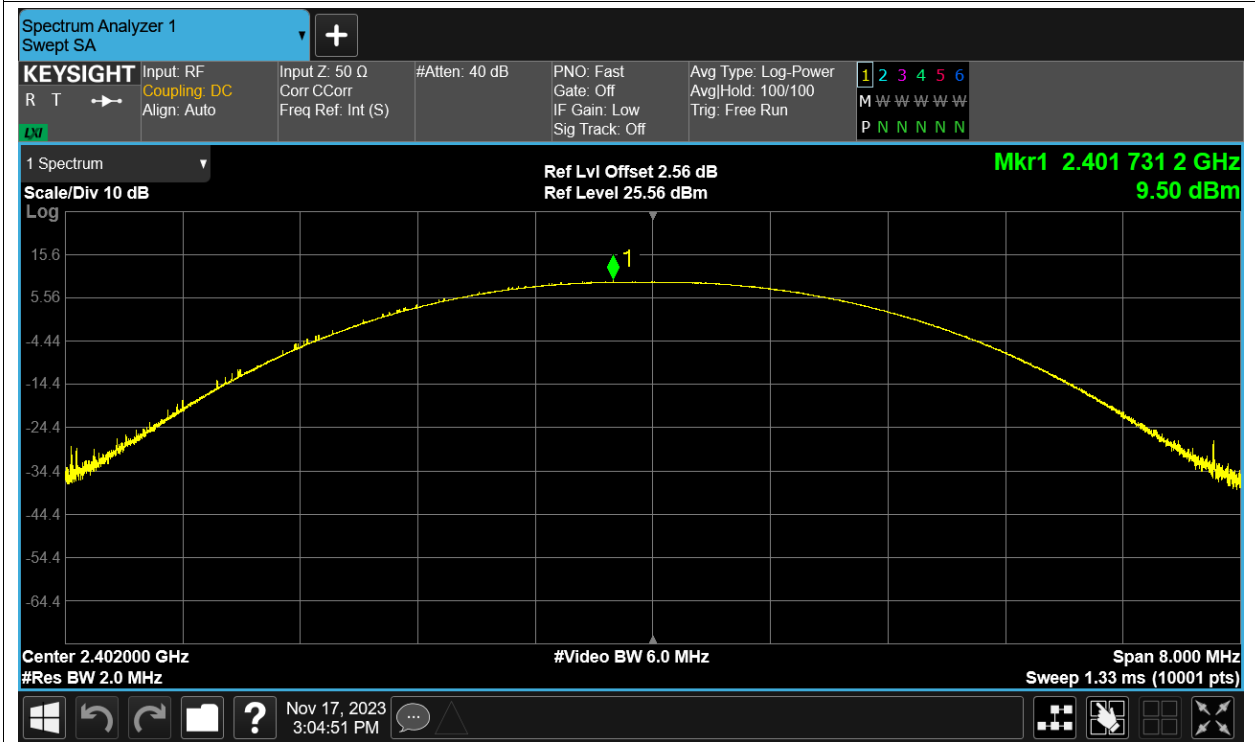 Spectrum Analyzer 1
Swept SA
+
KEYSIGHT
R T
LXI
Input: RF
Coupling: DC
Align: Auto
Input Z: 50 Ω
Corr CCorr
Freq Ref: Int (S)
#Atten: 40 dB
PNO: Fast
Gate: Off
IF Gain: Low
Sig Track: Off
Avg Type: Log-Power
Avg|Hold: 100/100
Trig: Free Run
1 2 3 4 5 6
M W W W W W
P N N N N N
1 Spectrum
Scale/Div 10 dB
Log
Ref Lvl Offset 2.56 dB
Ref Level 25.56 dBm
Mkr1 2.401 731 2 GHz
9.50 dBm
1
15.6
5.56
-4.44
-14.4
-24.4
-34.4
-44.4
-54.4
-64.4
Center 2.402000 GHz
#Res BW 2.0 MHz
#Video BW 6.0 MHz
Span 8.000 MHz
Sweep 1.33 ms (10001 pts)
?
Nov 17, 2023
3:04:51 PM